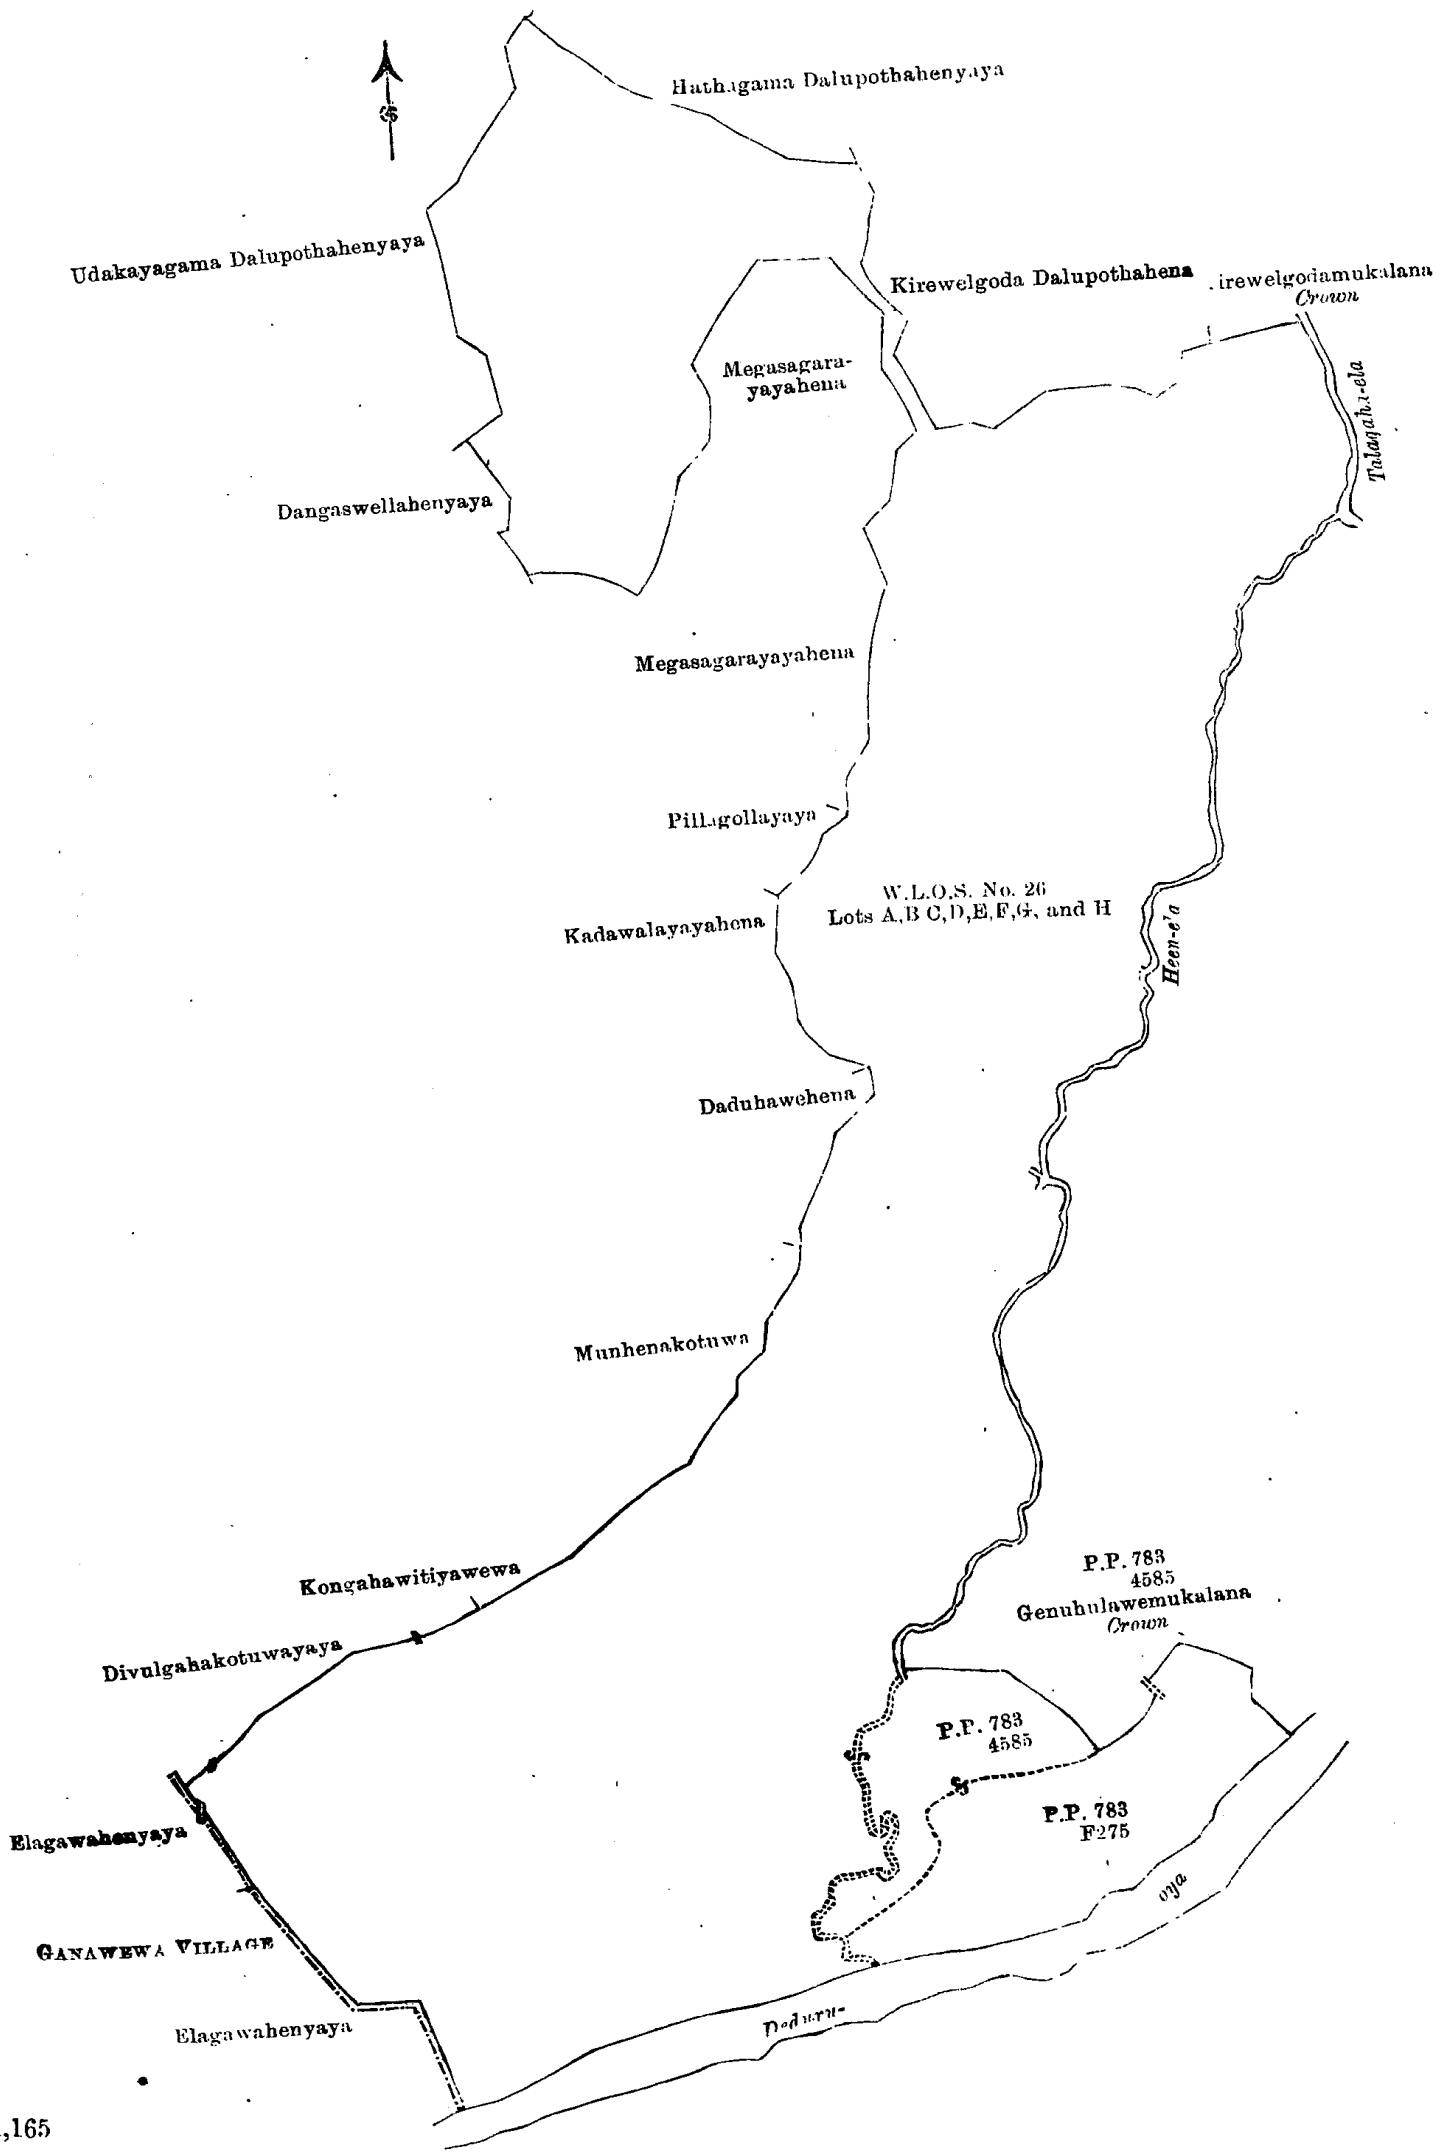 Hathagama Dalupothahenyaya
Udakayagama Dalupothahenyaya
Kirewelgoda Dalupothahena
irewelgodamukalana
Crown
Megasagara-
yayahena
Talagaha-ela
Dangaswellahenyaya
Megasagarayayahena
Pillagollayaya
W.L.O.S. No. 26
Lots A,B C,D,E,F,G, and H
Kadawalayayahena
Heen-e'a
Daduhawehena
Munhenakotuwa
P.P. 783
4585
Kongahawitiyawewa
Genuhulawemukalana
Crown
Divulgahakotuwayaya
P.P. 783
4585
P.P. 783
F275
Elagawahenyaya
oya
GANAWEWA VILLAGE
Deduru-
Elagawahenyaya
,165